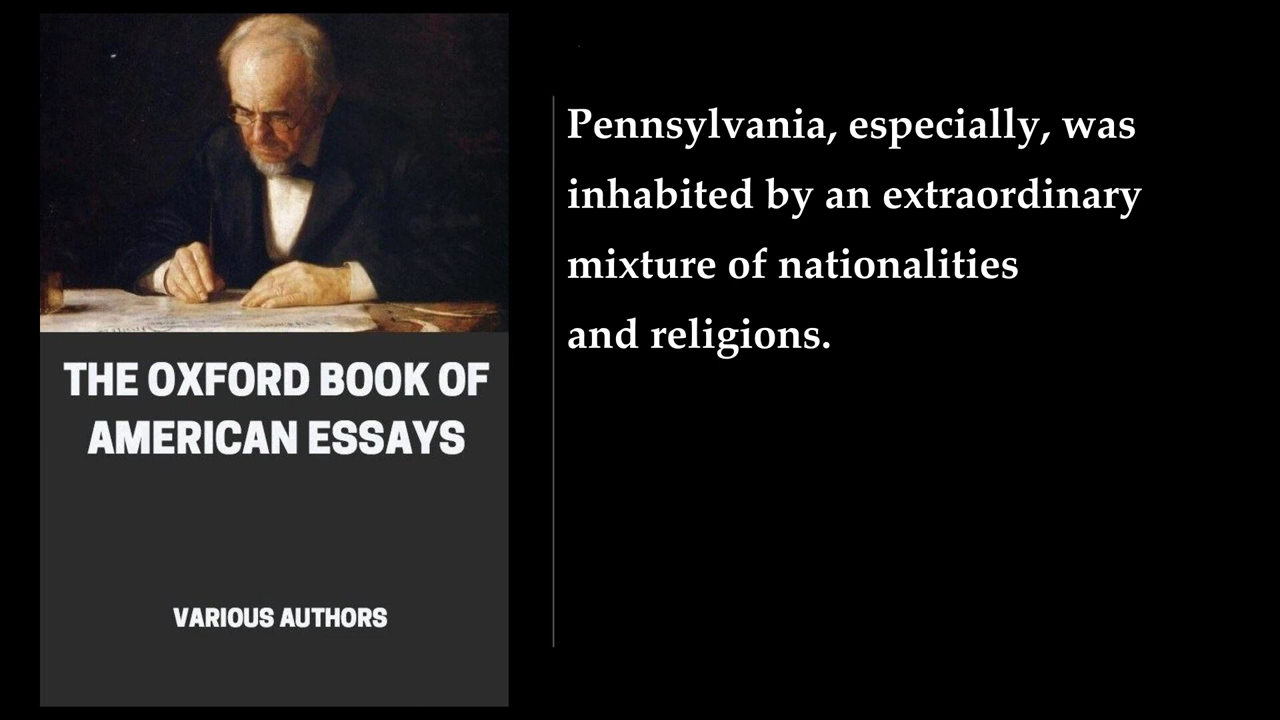 THE OXFORD BOOK OF
AMERICAN ESSAYS
VARIOUS AUTHORS
Pennsylvania, especially, was
inhabited by an extraordinary
mixture of nationalities
and religions.